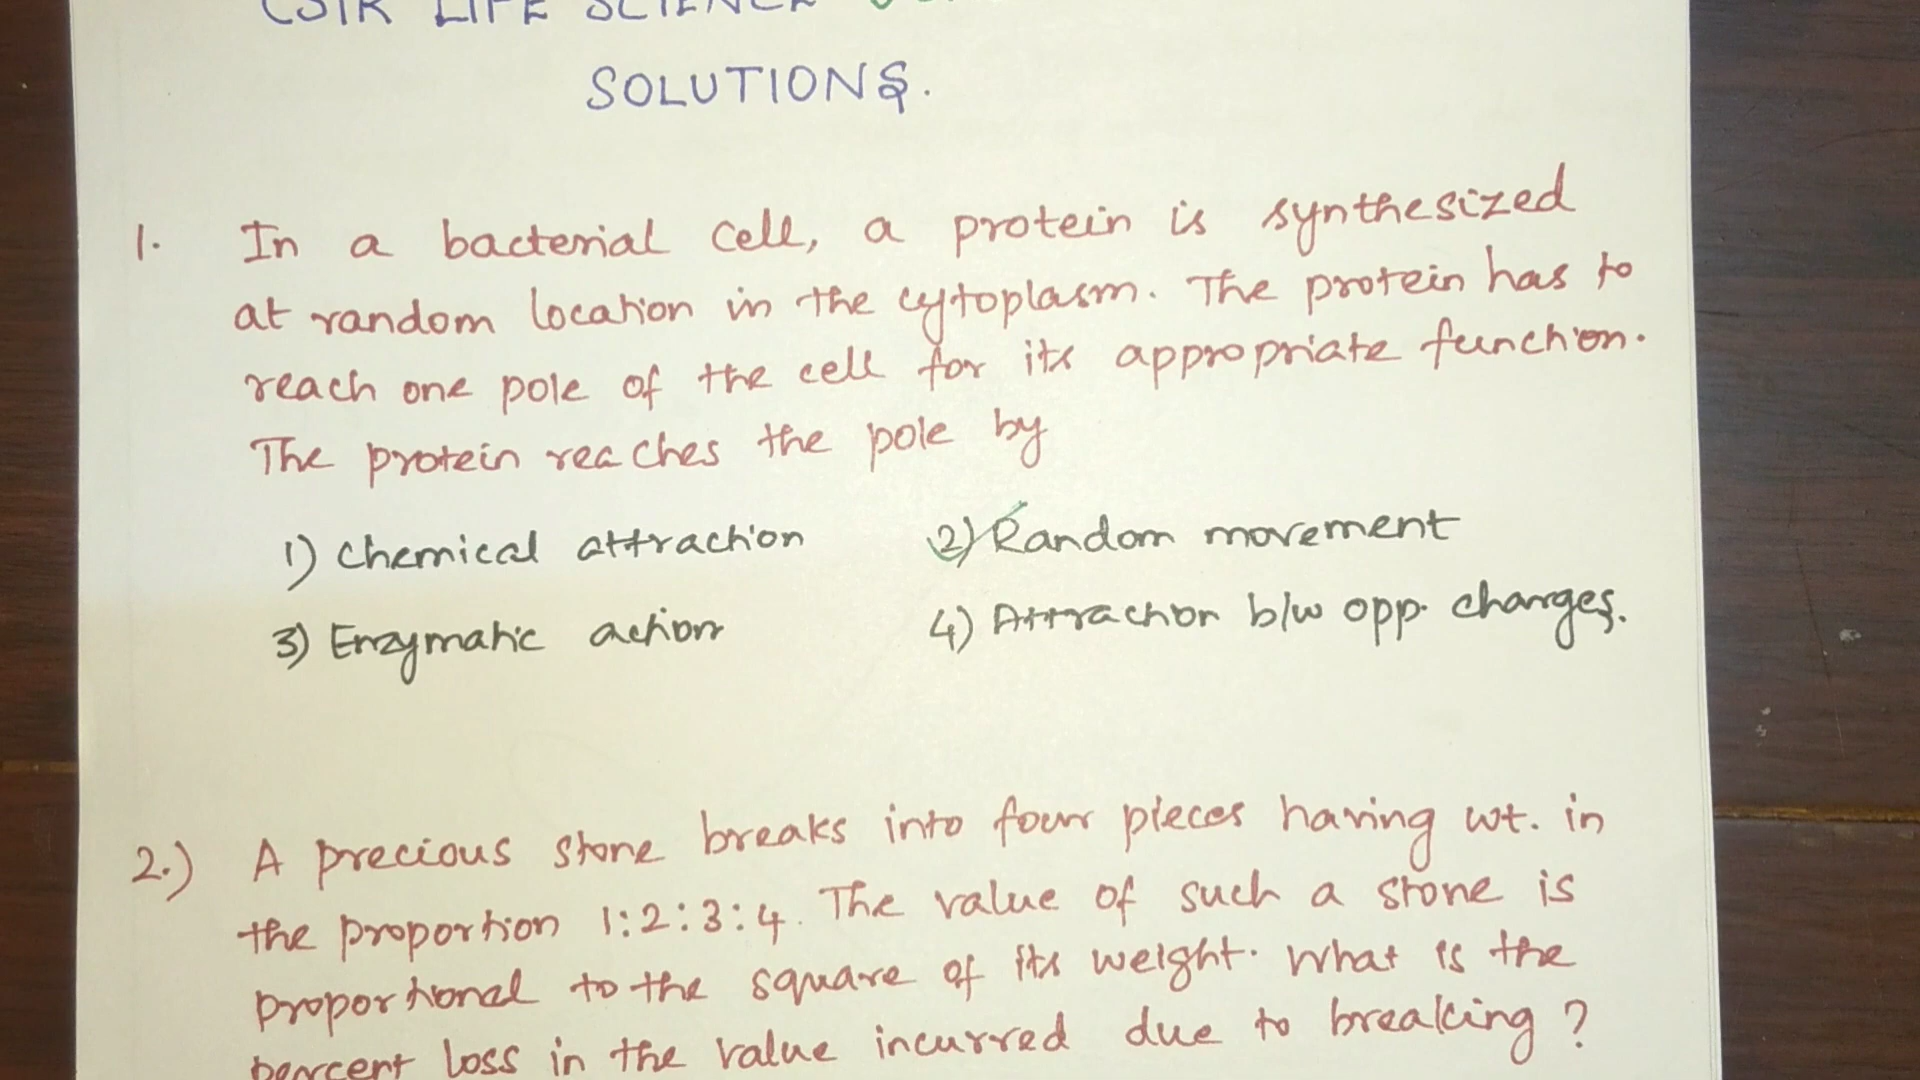 CSIR LIFE SCIENCE
SOLUTIONS.
1. In a bacterial cell, a protein is synthesized
at random location in the cytoplasm. The protein has to
reach one pole of the cell for its appropriate function.
The protein reaches the pole by
1) Chemical attraction 2) Random movement
3) Enzymatic action 4) Attraction b/w opp. charges.
2.) A precious stone breaks into four pieces having wt. in
the proportion 1:2:3:4. The value of such a stone is
proportional to the square of its weight. What is the
percent loss in the value incurred due to breaking?